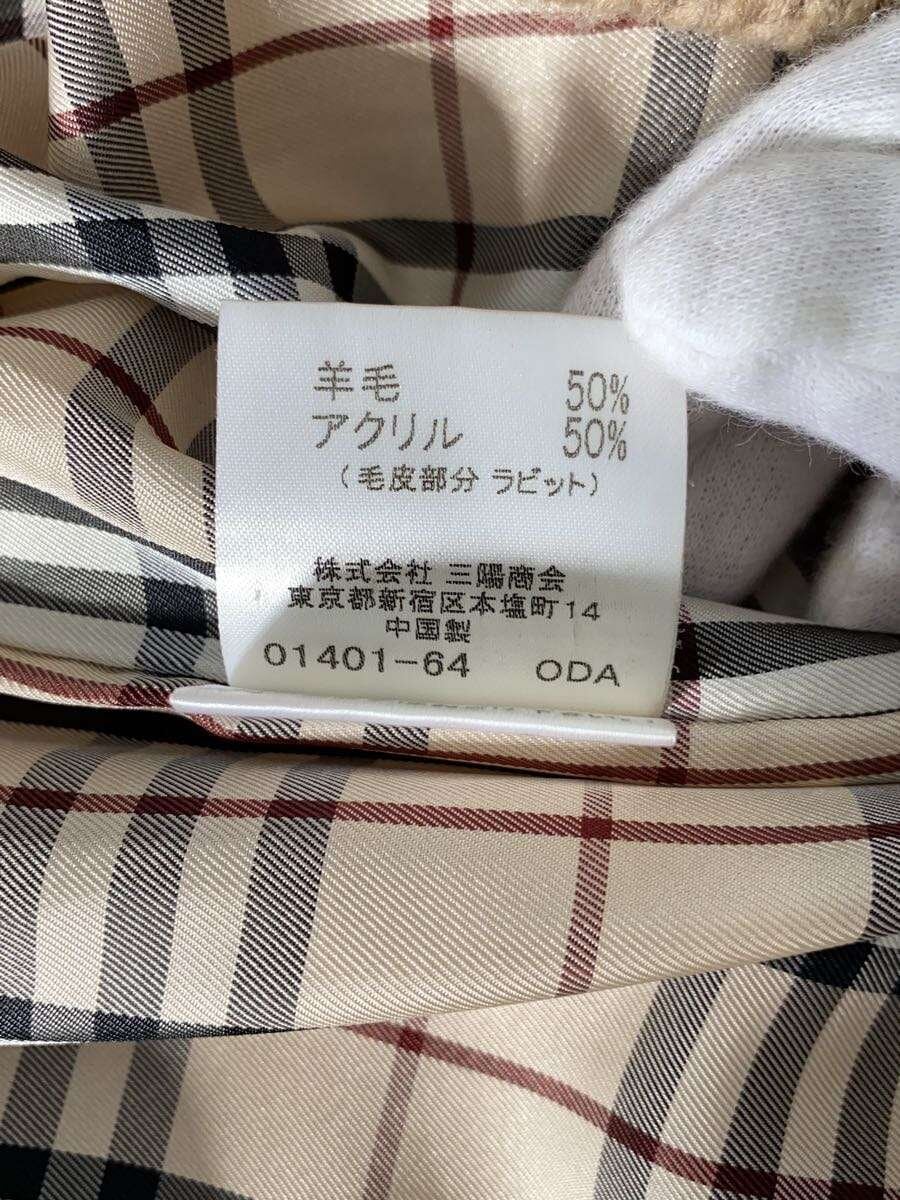 羊毛 50%
アクリル 50%
(毛皮部分 ラビット)
株式会社 三陽商会
東京都新宿区本塩町14
中国製
01401-64 ODA